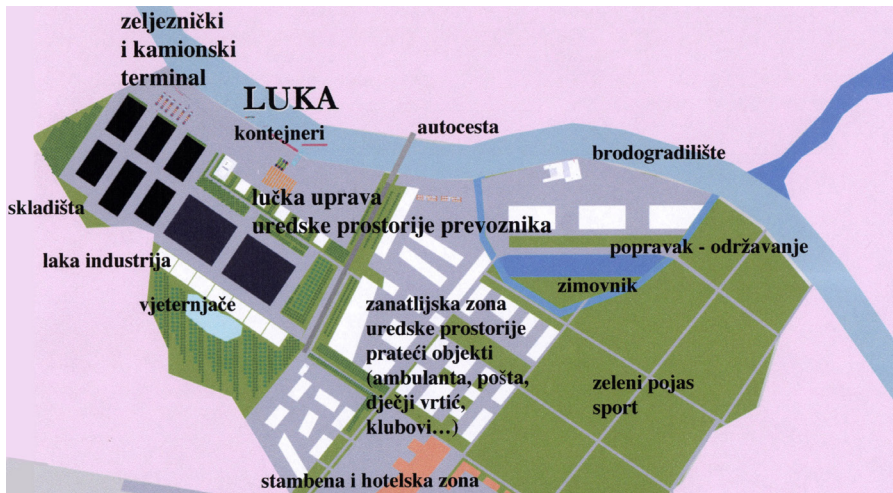 zeljeznički
i kamionski
terminal
LUKA
kontejneri
autocesta
brodogradilište
skladišta
lučka uprava
uredske prostorije prevoznika
laka industrija
popravak - održavanje
vjeternjače
zimovnik
zanatlijska zona
uredske prostorije
prateći objekti
(ambulanta, pošta,
dječji vrtić,
klubovi...)
zeleni pojas
sport
stambena i hotelska zona